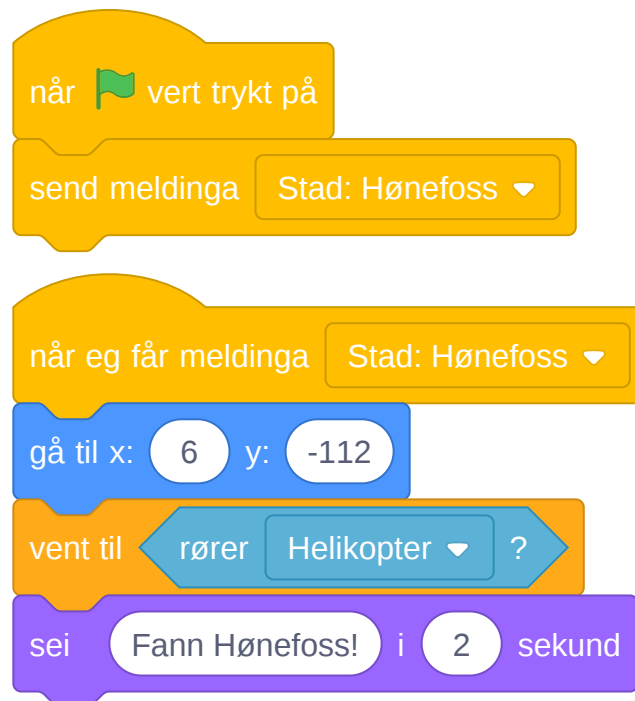 når vert trykt på
send meldinga Stad: Hønefoss
når eg får meldinga Stad: Hønefoss
gå til x: 6 y: -112
vent til rører Helikopter ?
sei Fann Hønefoss! i 2 sekund